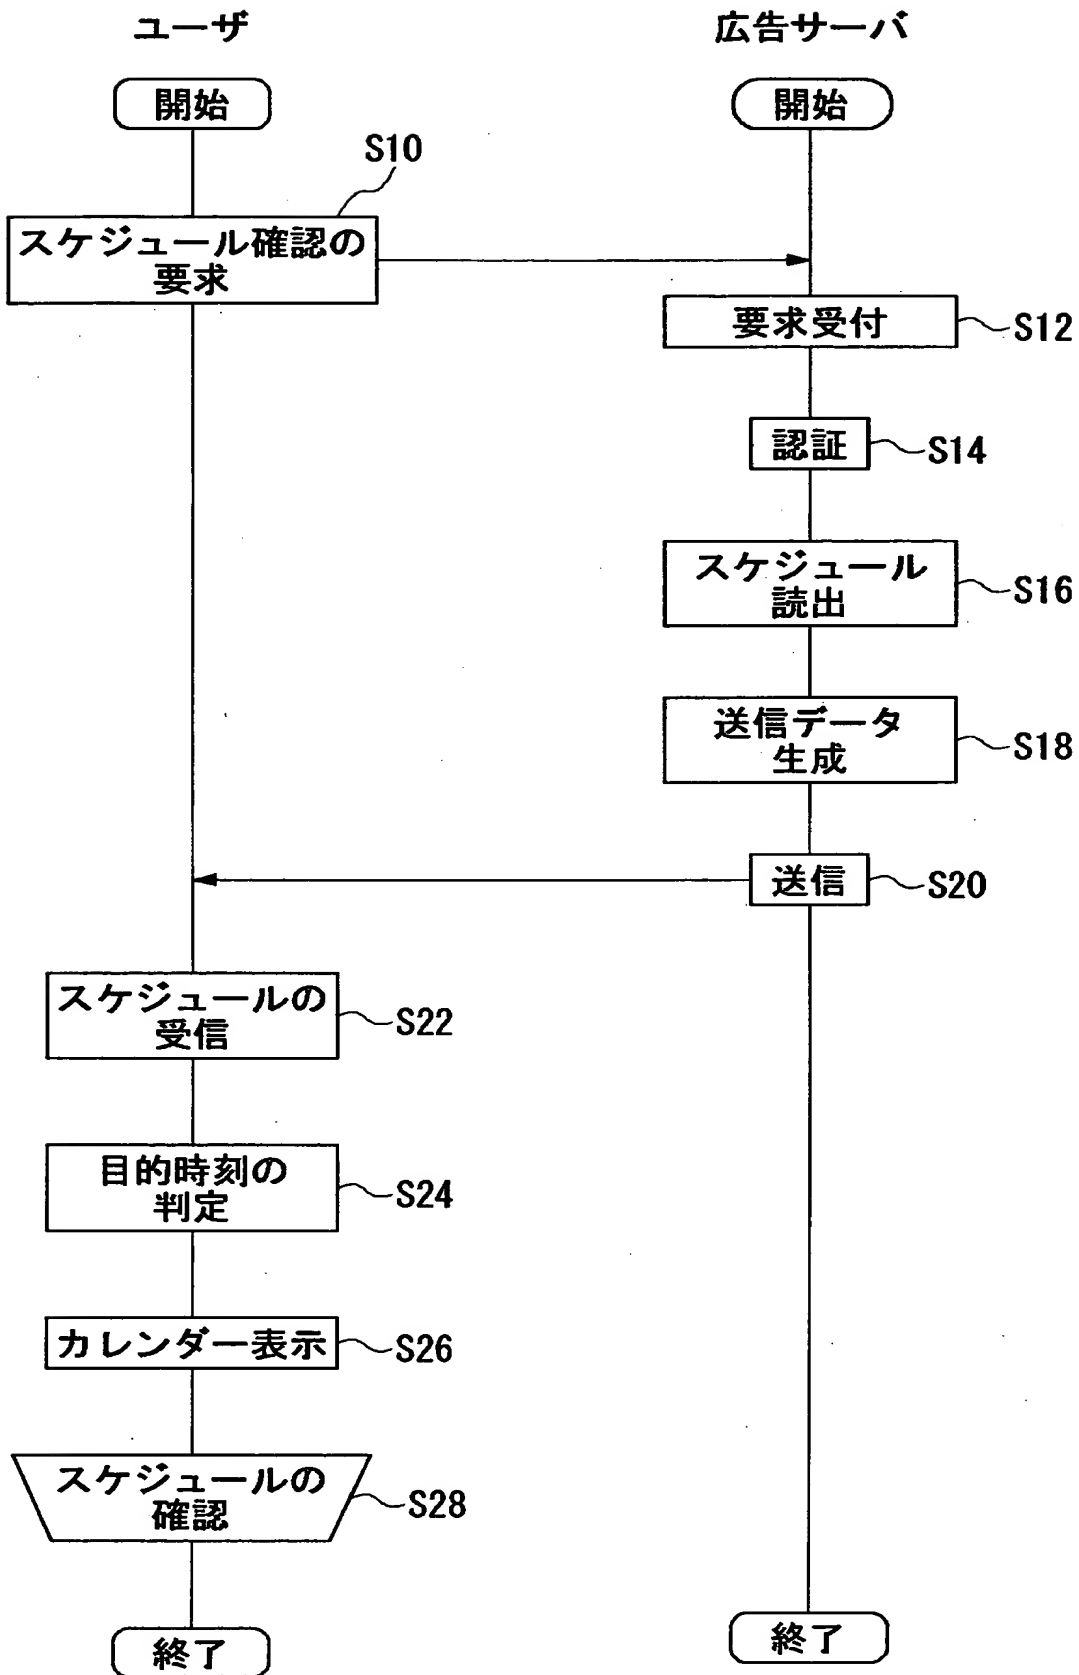 ユーザ
広告サーバ
開始
開始
S10
スケジュール確認の
要求
要求受付
S12
認証
S14
スケジュール
読出
S16
送信データ
生成
S18
送信
S20
スケジュールの
受信
S22
目的時刻の
判定
S24
カレンダー表示
S26
スケジュールの
確認
S28
終了
終了